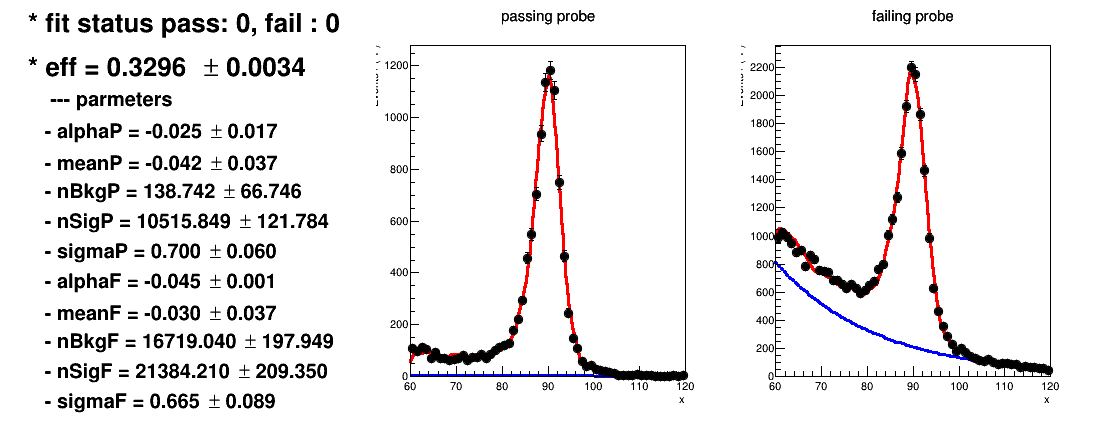 * fit status pass: 0, fail : 0
* eff = 0.3296 ± 0.0034
--- parmeters
- alphaP = -0.025 ± 0.017
- meanP = -0.042 ± 0.037
- nBkgP = 138.742 ± 66.746
- nSigP = 10515.849 ± 121.784
- sigmaP = 0.700 ± 0.060
- alphaF = -0.045 ± 0.001
- meanF = -0.030 ± 0.037
- nBkgF = 16719.040 ± 197.949
- nSigF = 21384.210 ± 209.350
- sigmaF = 0.665 ± 0.089
passing probe
1200
1000
800
600
400
200
0
60 70 80 90 100 110 120
x
failing probe
2200
2000
1800
1600
1400
1200
1000
800
600
400
200
0
60 70 80 90 100 110 120
x